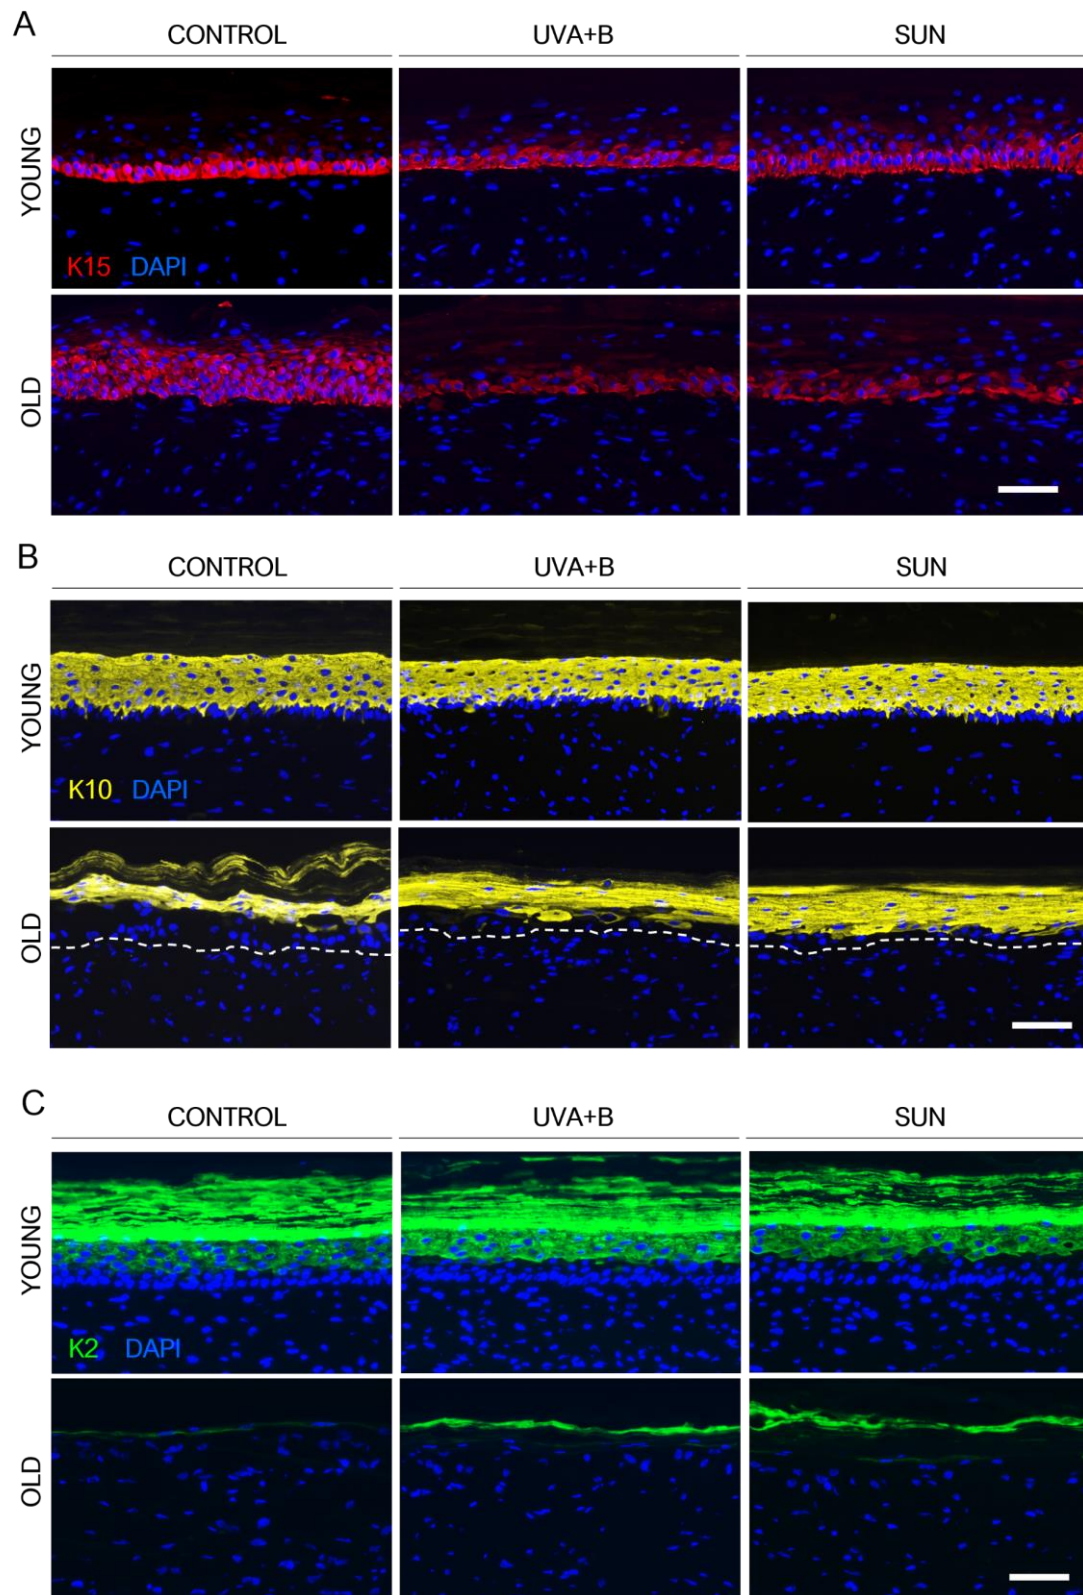 A
CONTROL UVA+B SUN
YOUNG
K15 DAPI
OLD
B
CONTROL UVA+B SUN
YOUNG
K10 DAPI
OLD
C
CONTROL UVA+B SUN
YOUNG
K2 DAPI
OLD